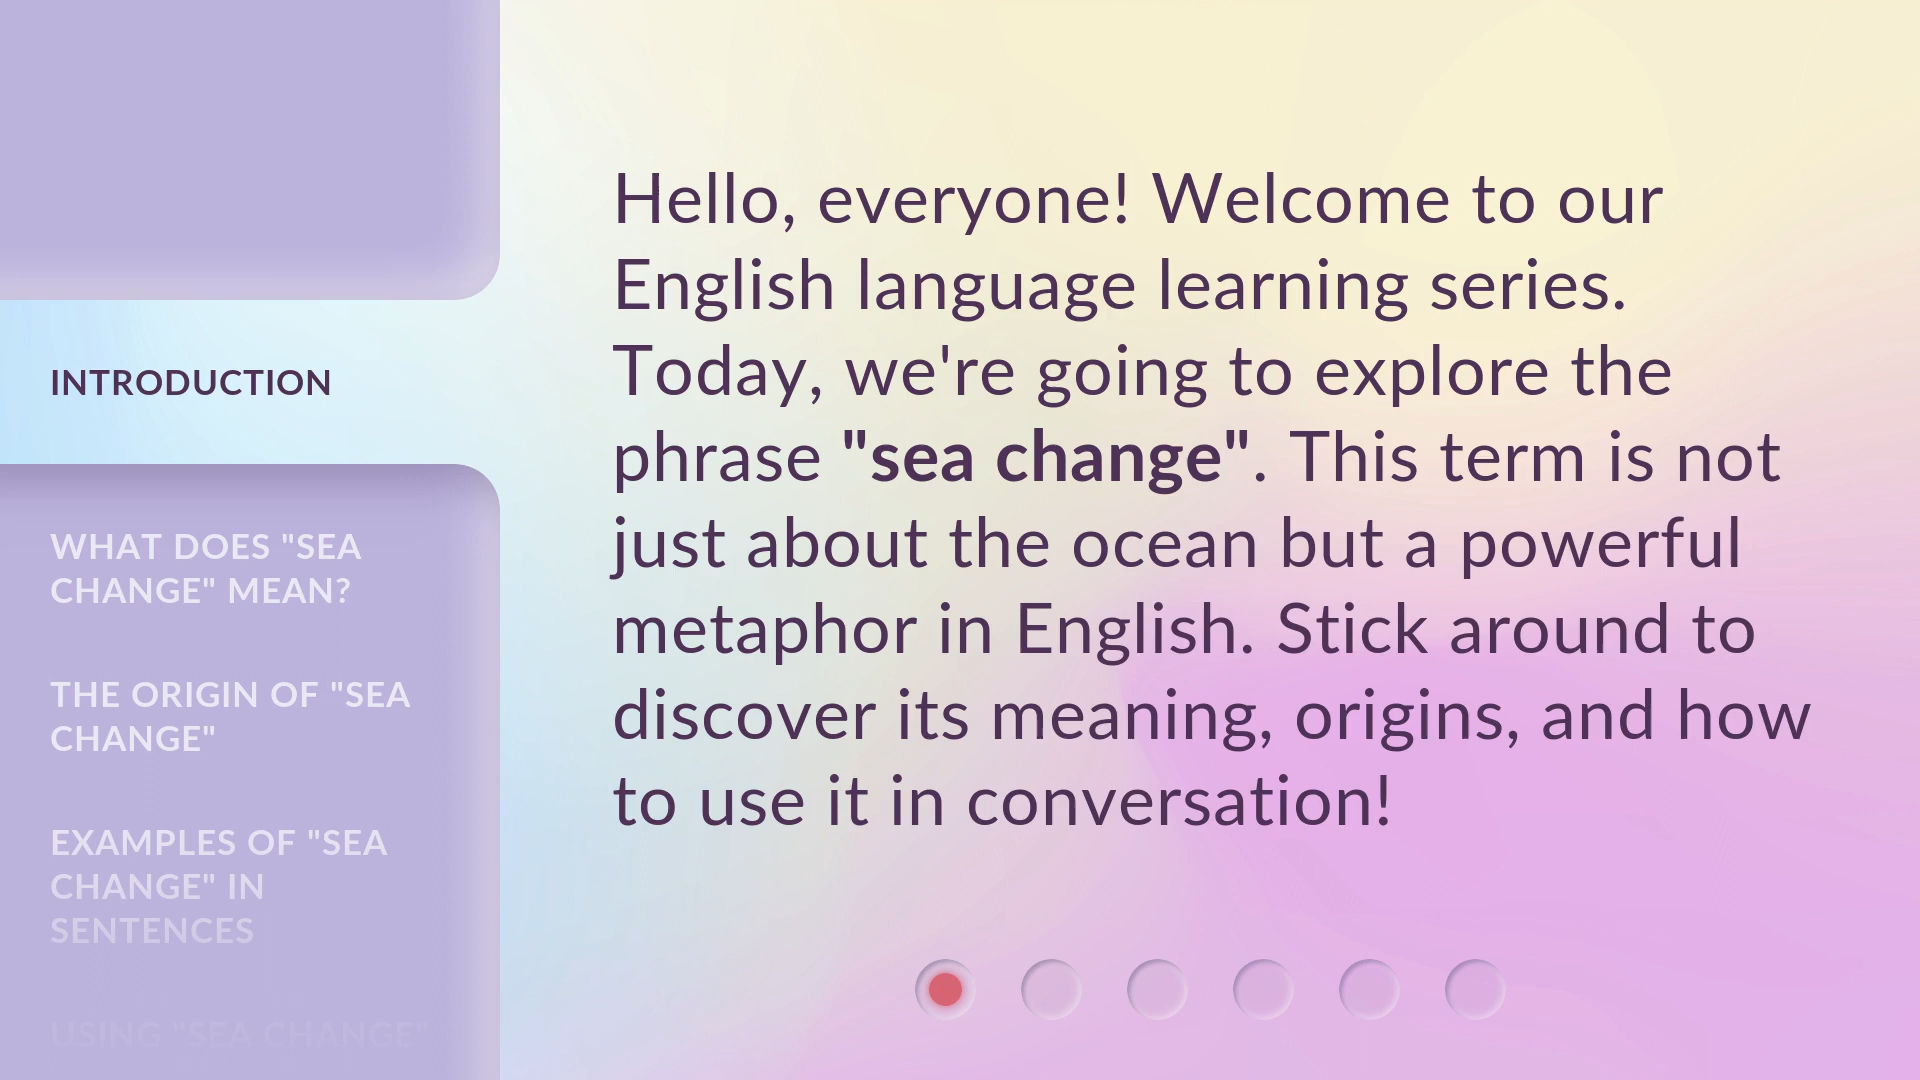 INTRODUCTION
WHAT DOES "SEA
CHANGE" MEAN?
THE ORIGIN OF "SEA
CHANGE"
EXAMPLES OF "SEA
CHANGE" IN
SENTENCES
USING "SEA CHANGE"
Hello, everyone! Welcome to our
English language learning series.
Today, we're going to explore the
phrase "sea change". This term is not
just about the ocean but a powerful
metaphor in English. Stick around to
discover its meaning, origins, and how
to use it in conversation!